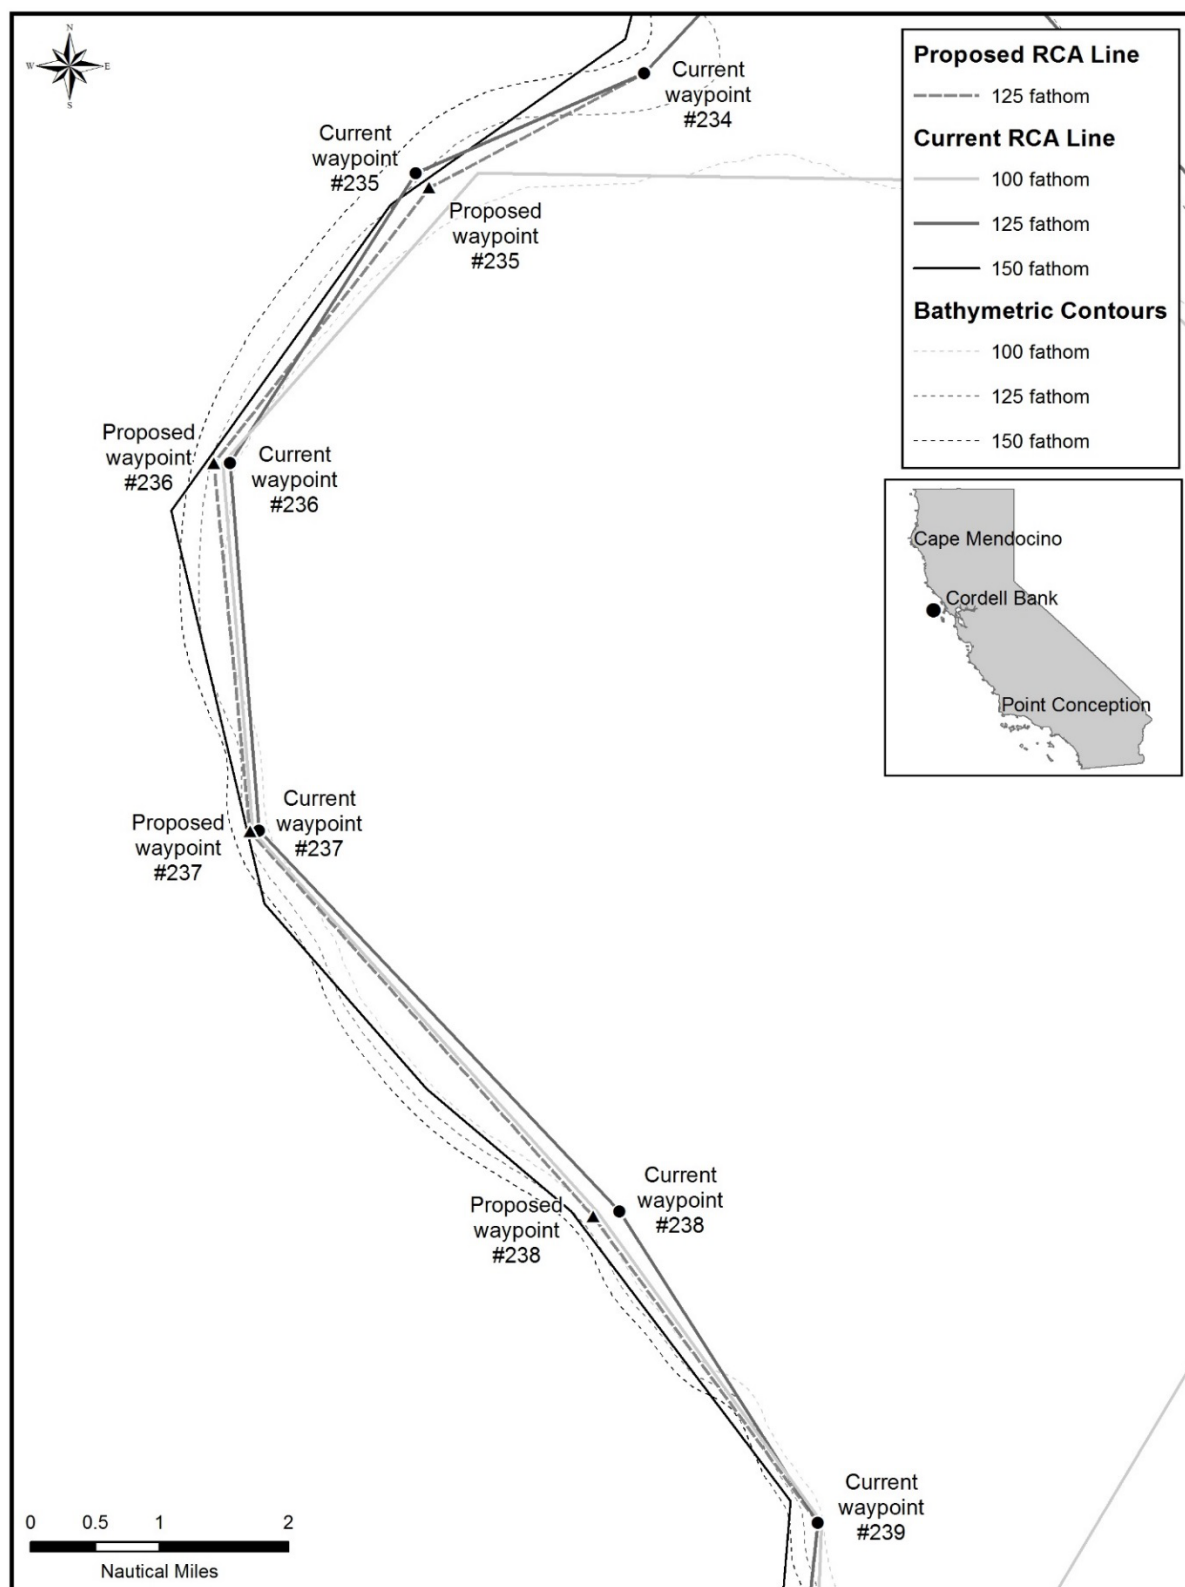 N
W
E
S
Current
waypoint
#234
Current
waypoint
#235
Proposed
waypoint
#235
Proposed
waypoint
#236
Current
waypoint
#236
Proposed
waypoint
#237
Current
waypoint
#237
Proposed
waypoint
#238
Current
waypoint
#238
Current
waypoint
#239
Proposed RCA Line
125 fathom
Current RCA Line
100 fathom
125 fathom
150 fathom
Bathymetric Contours
100 fathom
125 fathom
150 fathom
Cape Mendocino
Cordell Bank
Point Conception
0 0.5 1 2
Nautical Miles